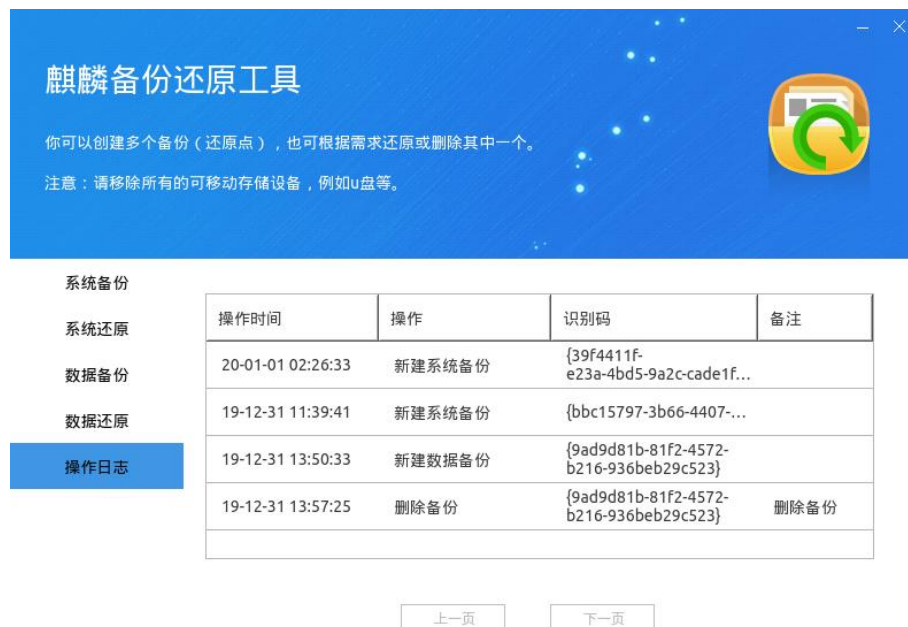 麒麟备份还原工具
你可以创建多个备份（还原点），也可根据需求还原或删除其中一个。
注意：请移除所有的可移动存储设备，例如u盘等。
系统备份
系统还原
数据备份
数据还原
操作日志
操作时间 操作 识别码 备注
20-01-01 02:26:33 新建系统备份 {39f4411f-
e23a-4bd5-9a2c-cade1f...
19-12-31 11:39:41 新建系统备份 {bbc15797-3b66-4407-...
19-12-31 13:50:33 新建数据备份 {9ad9d81b-81f2-4572-
b216-936beb29c523}
19-12-31 13:57:25 删除备份 {9ad9d81b-81f2-4572-
b216-936beb29c523} 删除备份
上一页 下一页